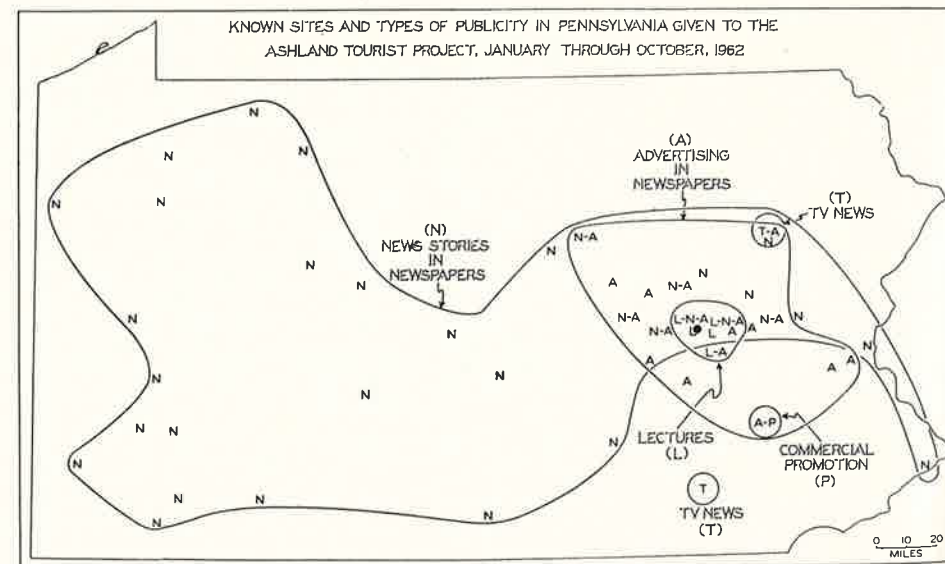 KNOWN SITES AND TYPES OF PUBLICITY IN PENNSYLVANIA GIVEN TO THE
ASHLAND TOURIST PROJECT, JANUARY THROUGH OCTOBER, 1962
N
N
N
N
N
(A)
ADVERTISING
IN
NEWSPAPERS
(T)
TV NEWS
(N)
NEWS STORIES
IN
NEWSPAPERS
N
N-A
T-A
N
N
N
N
A
A
N-A
N
N
N-A
N-A
L-N-A
L-N-A
L
L
A
A
N-A
N
N
N
N
N
A
L-A
A
A
N
N
N
A
N
N
N
LECTURES
(L)
A-P
COMMERCIAL
PROMOTION
(P)
N
N
T
TV NEWS
(T)
N
N
N
N
N
0 10 20
MILES